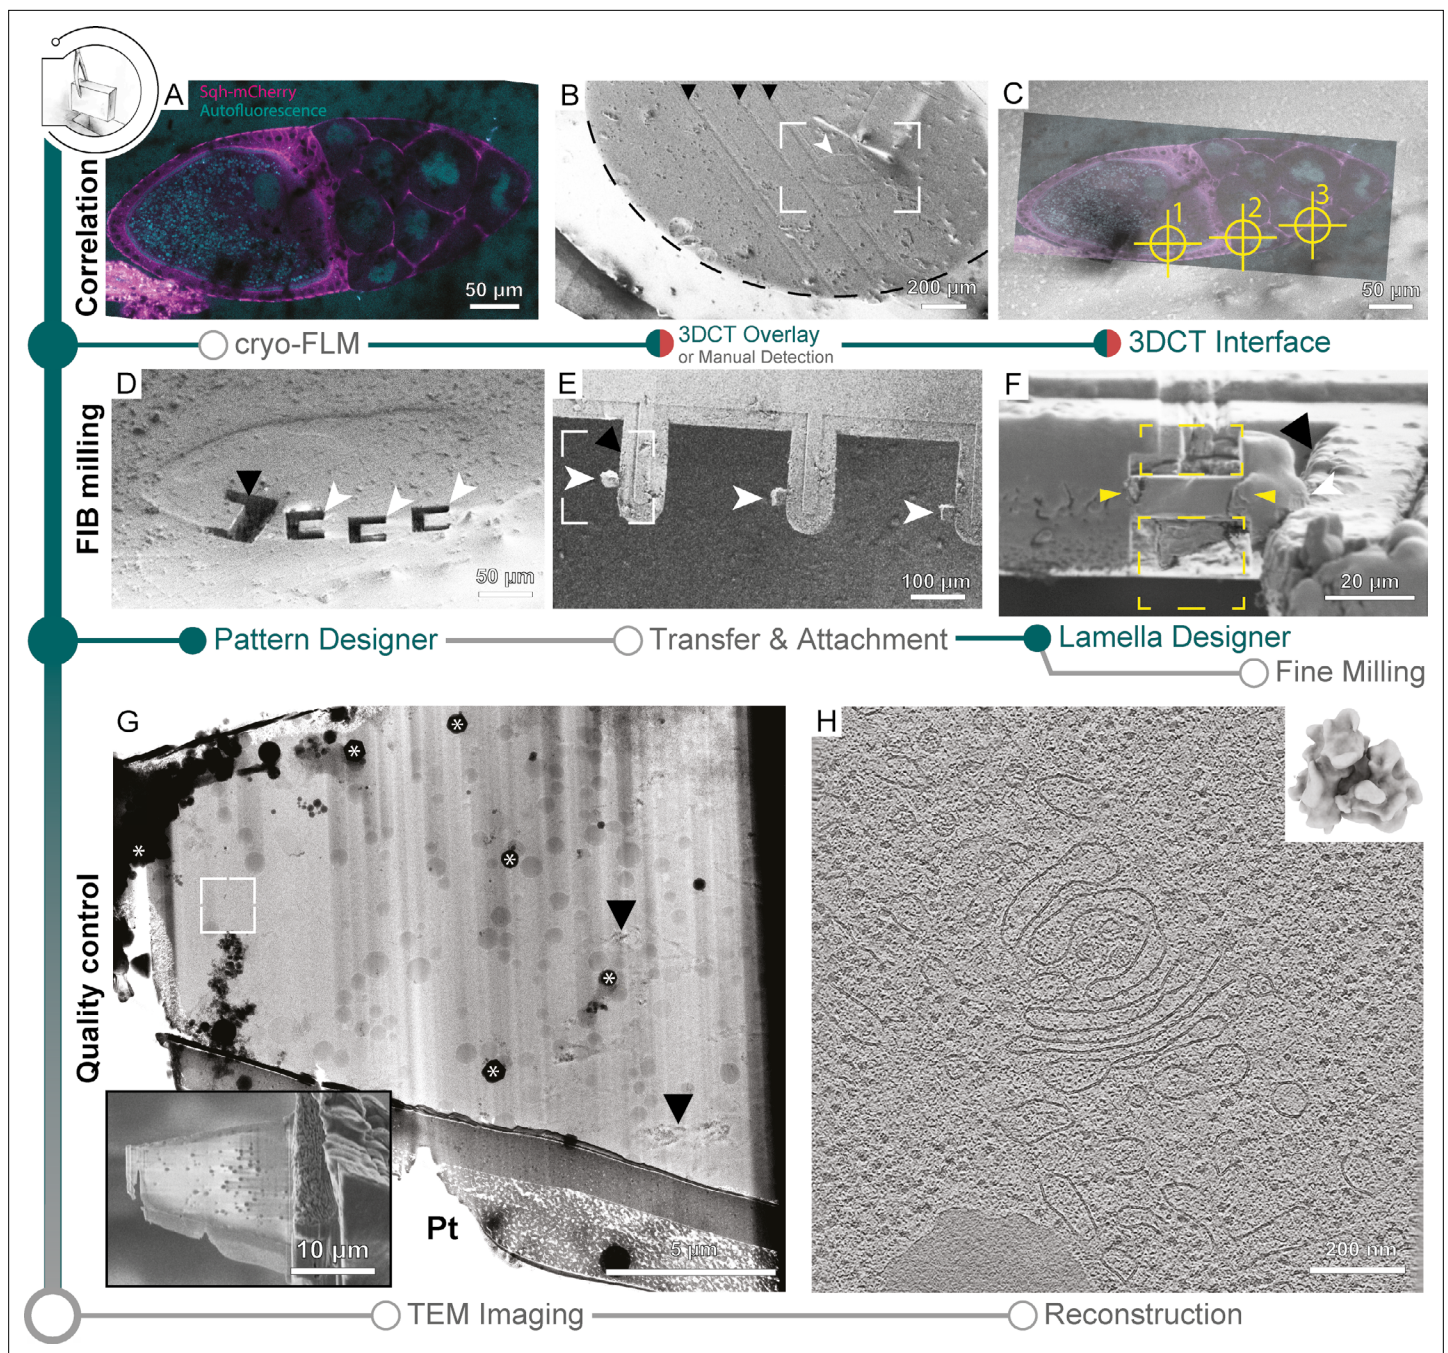 Correlation
A
Sqh-mCherry
Autofluorescence
50 µm
B
200 µm
C
1
2
3
50 µm
cryo-FLM
3DCT Overlay
or Manual Detection
3DCT Interface
FIB milling
D
50 µm
E
100 µm
F
20 µm
Pattern Designer
Transfer & Attachment
Lamella Designer
Fine Milling
Quality control
G
*
*
*
*
*
*
Pt
10 µm
5 µm
H
200 nm
TEM Imaging
Reconstruction